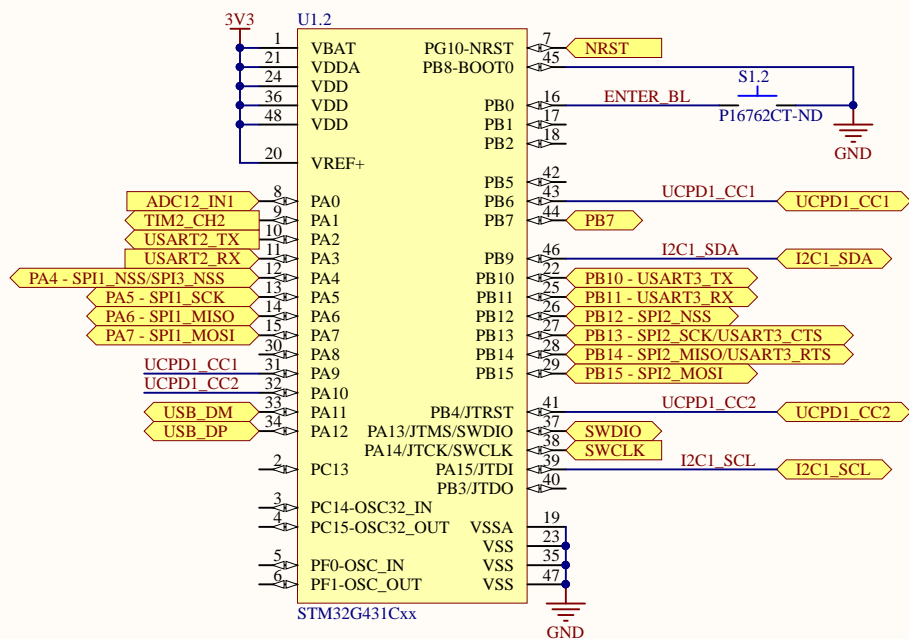 3V3
U1.2
1 VBAT
21 VDDA
24 VDD
36 VDD
48 VDD
20 VREF+
ADC12_IN1 8 PA0
TIM2_CH2 9 PA1
USART2_TX 10 PA2
USART2_RX 11 PA3
PA4 - SPI1_NSS/SPI3_NSS 12 PA4
PA5 - SPI1_SCK 13 PA5
PA6 - SPI1_MISO 14 PA6
PA7 - SPI1_MOSI 15 PA7
30 PA8
UCPD1_CC1 31 PA9
UCPD1_CC2 32 PA10
USB_DM 33 PA11
USB_DP 34 PA12
2 PC13
3 PC14-OSC32_IN
4 PC15-OSC32_OUT
5 PF0-OSC_IN
6 PF1-OSC_OUT
PG10-NRST 7 NRST
PB8-BOOT0 45
PB0 16 ENTER_BL
S1.2
P16762CT-ND
GND
PB1 17
PB2 18
PB5 42
PB6 43 UCPD1_CC1 UCPD1_CC1
PB7 44 PB7
PB9 46 I2C1_SDA I2C1_SDA
PB10 22 PB10 - USART3_TX
PB11 25 PB11 - USART3_RX
PB12 26 PB12 - SPI2_NSS
PB13 27 PB13 - SPI2_SCK/USART3_CTS
PB14 28 PB14 - SPI2_MISO/USART3_RTS
PB15 29 PB15 - SPI2_MOSI
PB4/JTRST 41 UCPD1_CC2 UCPD1_CC2
PA13/JTMS/SWDIO 37 SWDIO
PA14/JTCK/SWCLK 38 SWCLK
PA15/JTDI 39 I2C1_SCL I2C1_SCL
PB3/JTDO 40
VSSA 19
VSS 23
VSS 35
VSS 47
GND
STM32G431Cxx